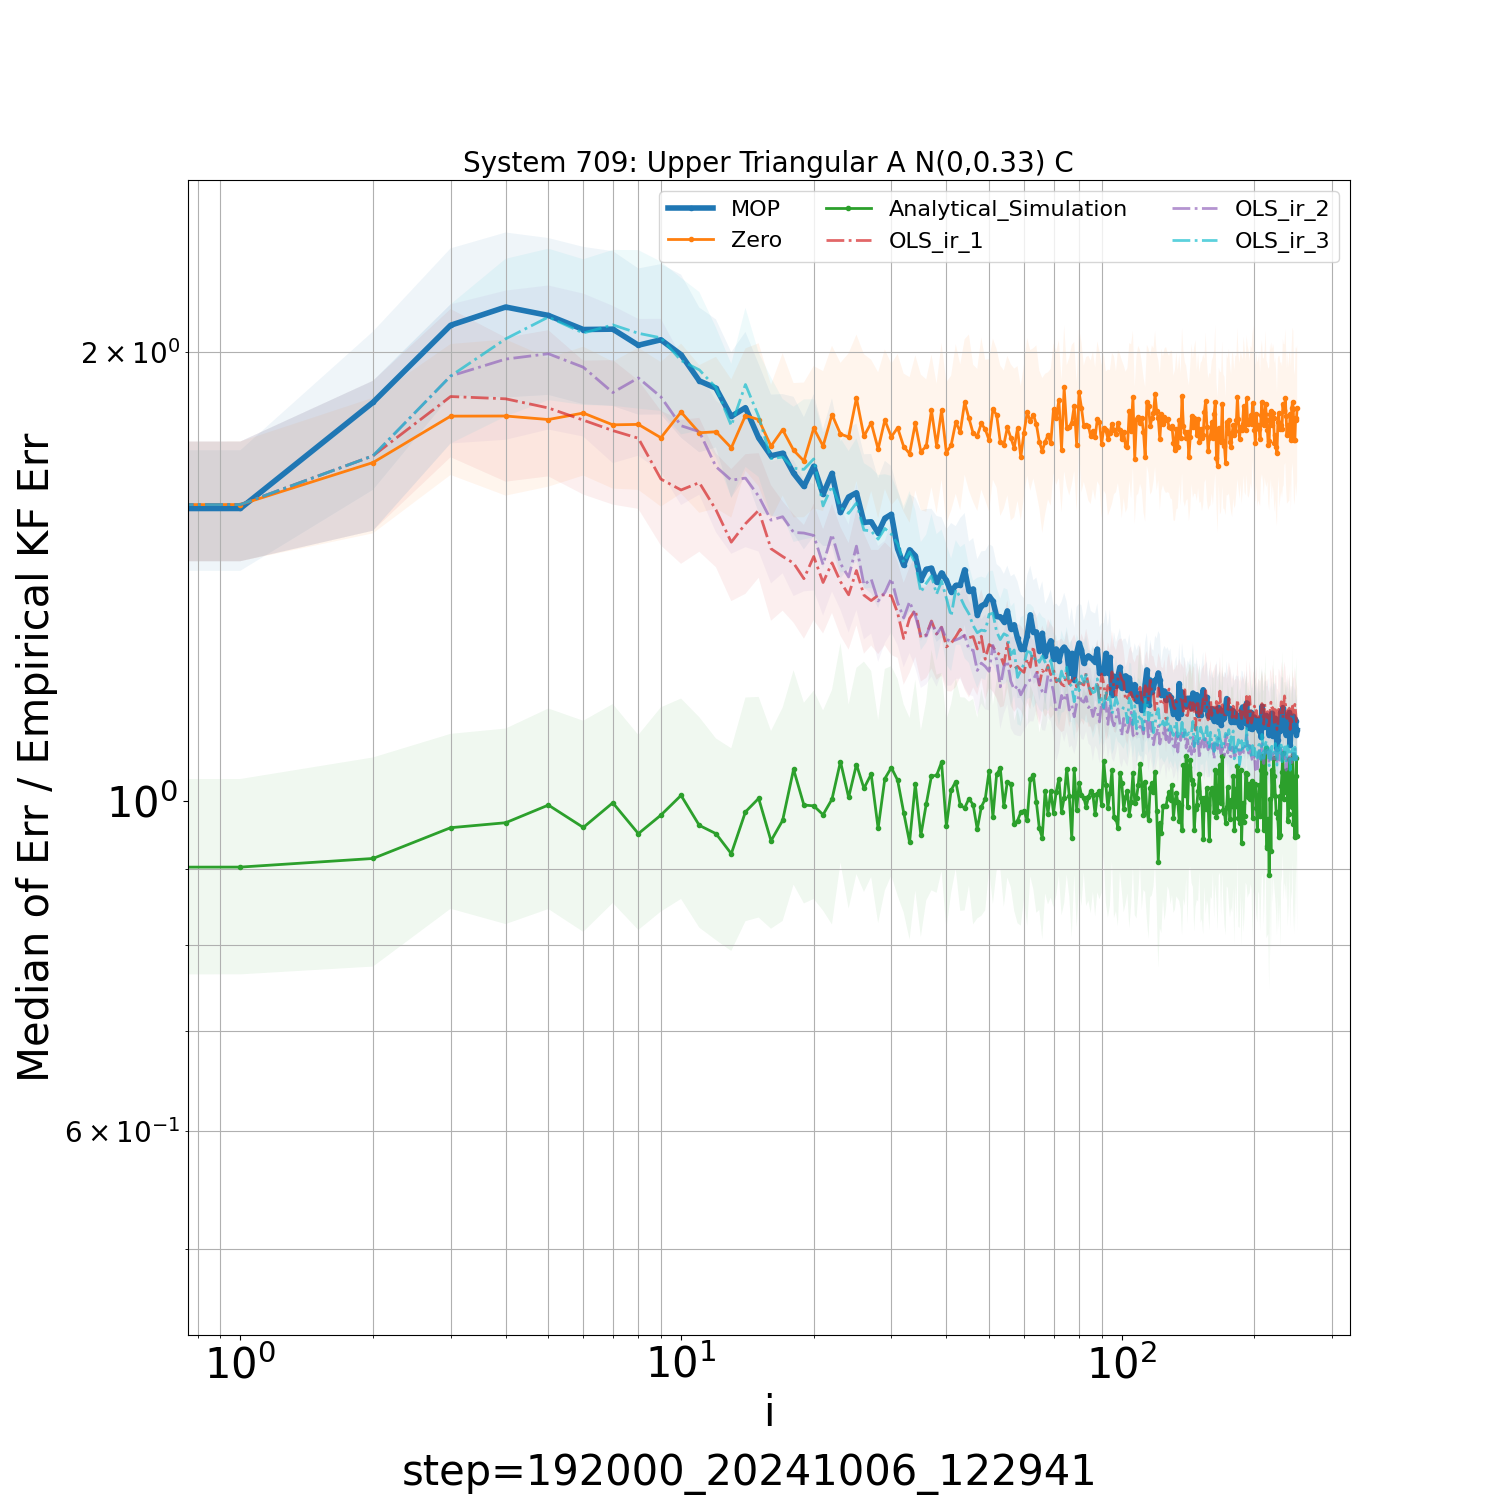 System 709: Upper Triangular A N(0,0.33) C
MOP
Zero
Analytical_Simulation
OLS_ir_1
OLS_ir_2
OLS_ir_3
Median of Err / Empirical KF Err
2 × 10⁰
10⁰
6 × 10⁻¹
10⁰ 10¹ 10²
i
step=192000_20241006_122941